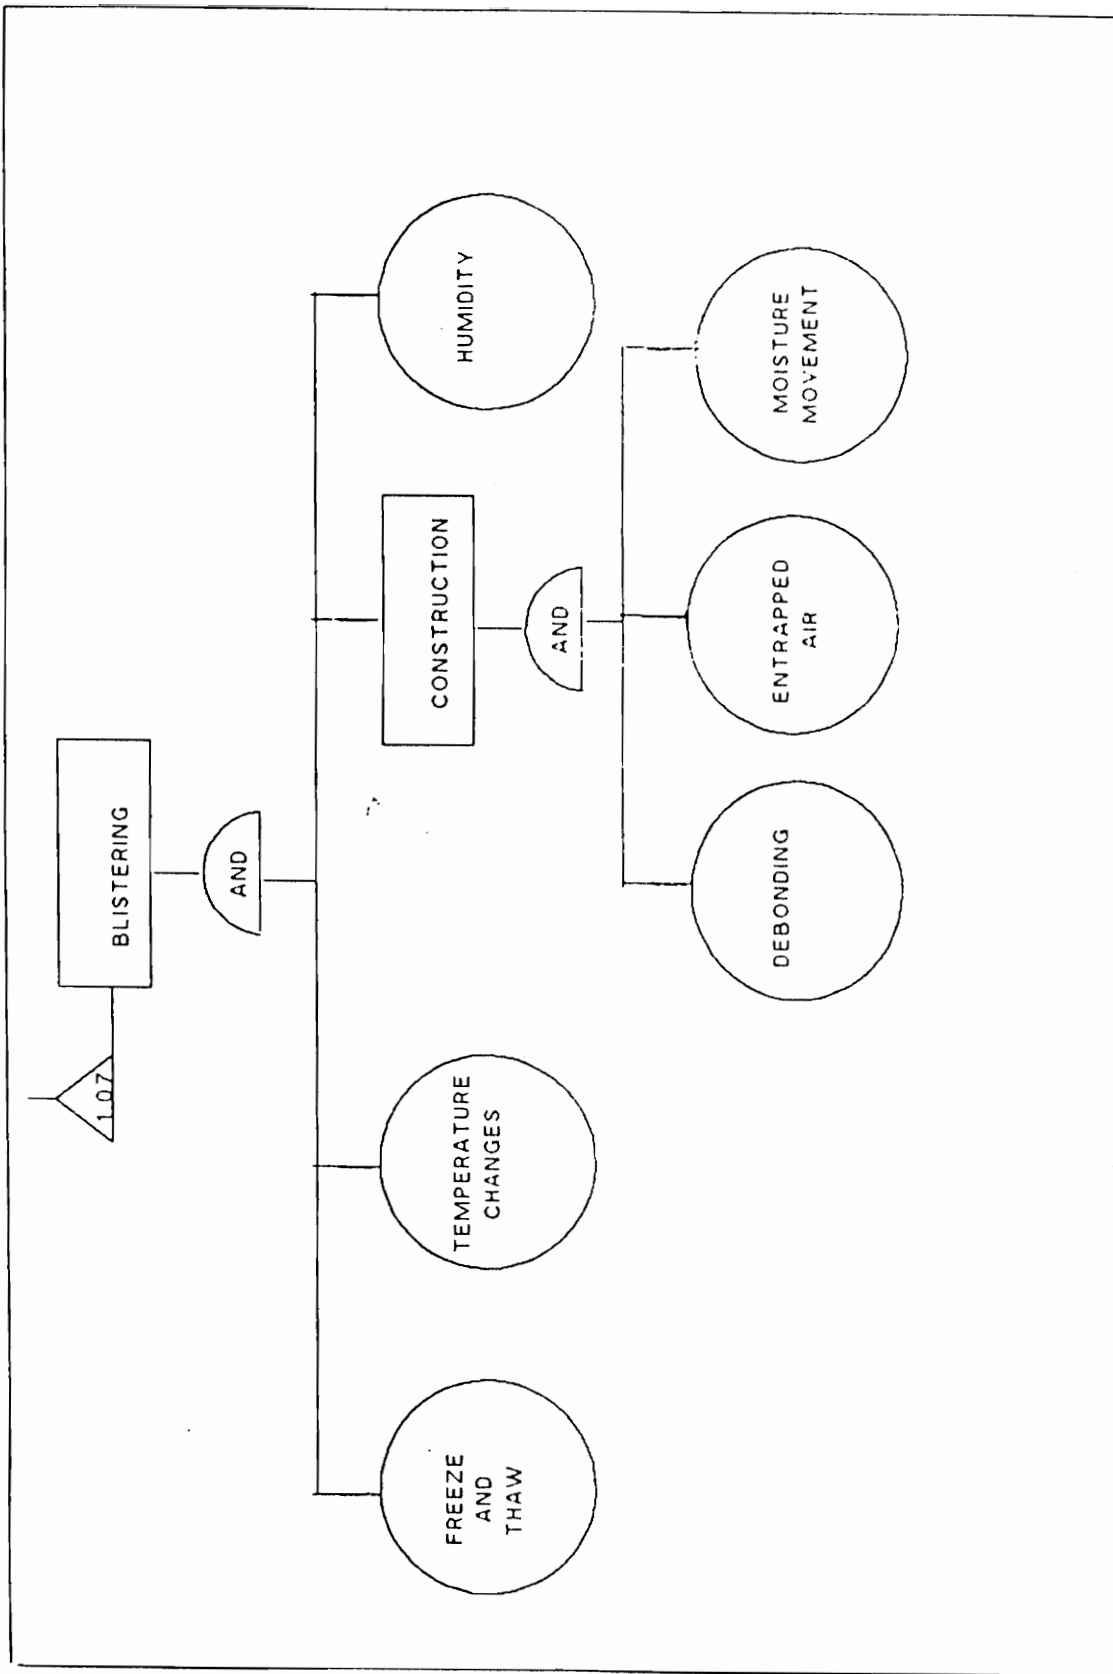 1.07
BLISTERING
AND
FREEZE
AND
THAW
TEMPERATURE
CHANGES
CONSTRUCTION
HUMIDITY
AND
DEBONDING
ENTRAPPED
AIR
MOISTURE
MOVEMENT